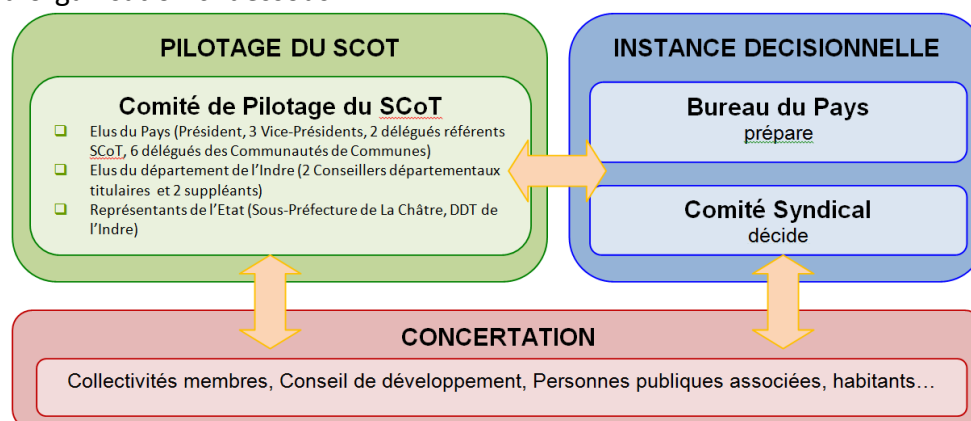 PILOTAGE DU SCOT
Comité de Pilotage du SCoT
Elus du Pays (Président, 3 Vice-Présidents, 2 délégués référents
SCoT, 6 délégués des Communautés de Communes)
Elus du département de l'Indre (2 Conseillers départementaux
titulaires et 2 suppléants)
Représentants de l'Etat (Sous-Préfecture de La Châtre, DDT de
l'Indre)
INSTANCE DECISIONNELLE
Bureau du Pays
prépare
Comité Syndical
décide
CONCERTATION
Collectivités membres, Conseil de développement, Personnes publiques associées, habitants…